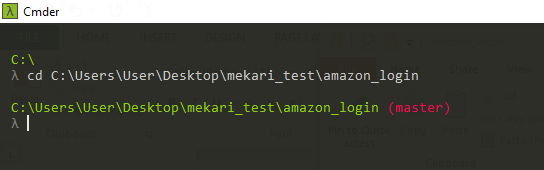 λ Cmder
C:\
λ cd C:\Users\User\Desktop\mekari_test\amazon_login
C:\Users\User\Desktop\mekari_test\amazon_login (master)
λ